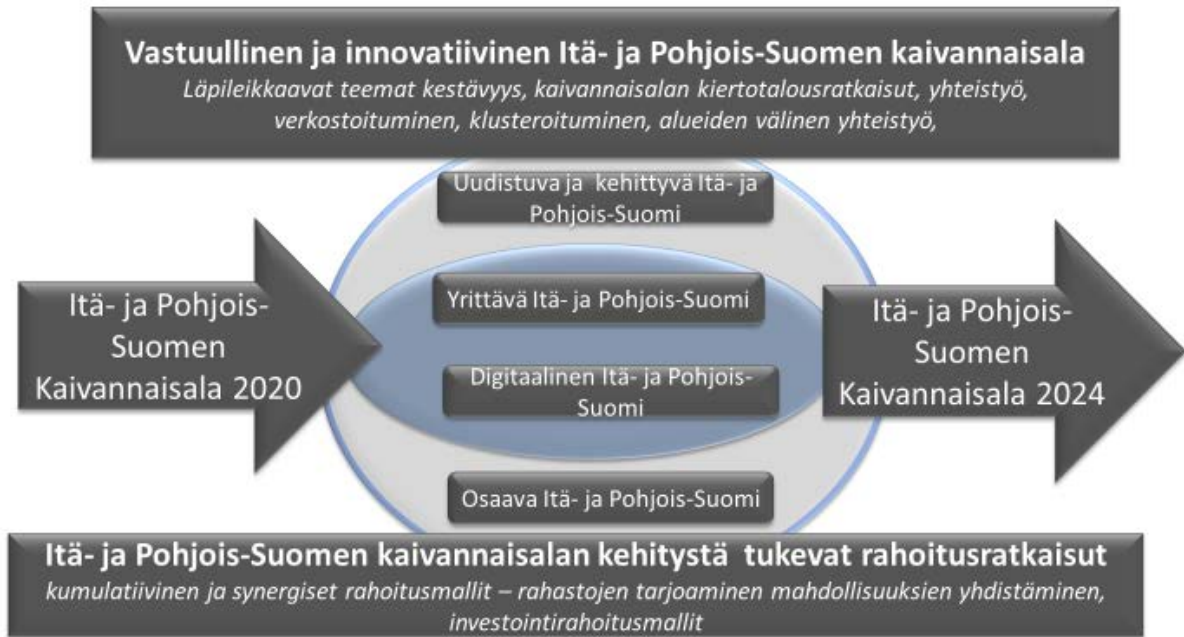 Vastuullinen ja innovatiivinen Itä- ja Pohjois-Suomen kaivannaisala
Läpileikkaavat teemat kestävyys, kaivannaisalan kiertotalousratkaisut, yhteistyö,
verkostoituminen, klusteroituminen, alueiden välinen yhteistyö,
Uudistuva ja kehittyvä Itä- ja
Pohjois-Suomi
Itä- ja Pohjois-
Suomen
Kaivannaisala 2020
Yrittävä Itä- ja Pohjois-Suomi
Digitaalinen Itä- ja Pohjois-
Suomi
Osaava Itä- ja Pohjois-Suomi
Itä- ja Pohjois-
Suomen
Kaivannaisala 2024
Itä- ja Pohjois-Suomen kaivannaisalan kehitystä tukevat rahoitusratkaisut
kumulatiivinen ja synergiset rahoitusmallit – rahastojen tarjoaminen mahdollisuuksien yhdistäminen,
investointirahoitusmallit